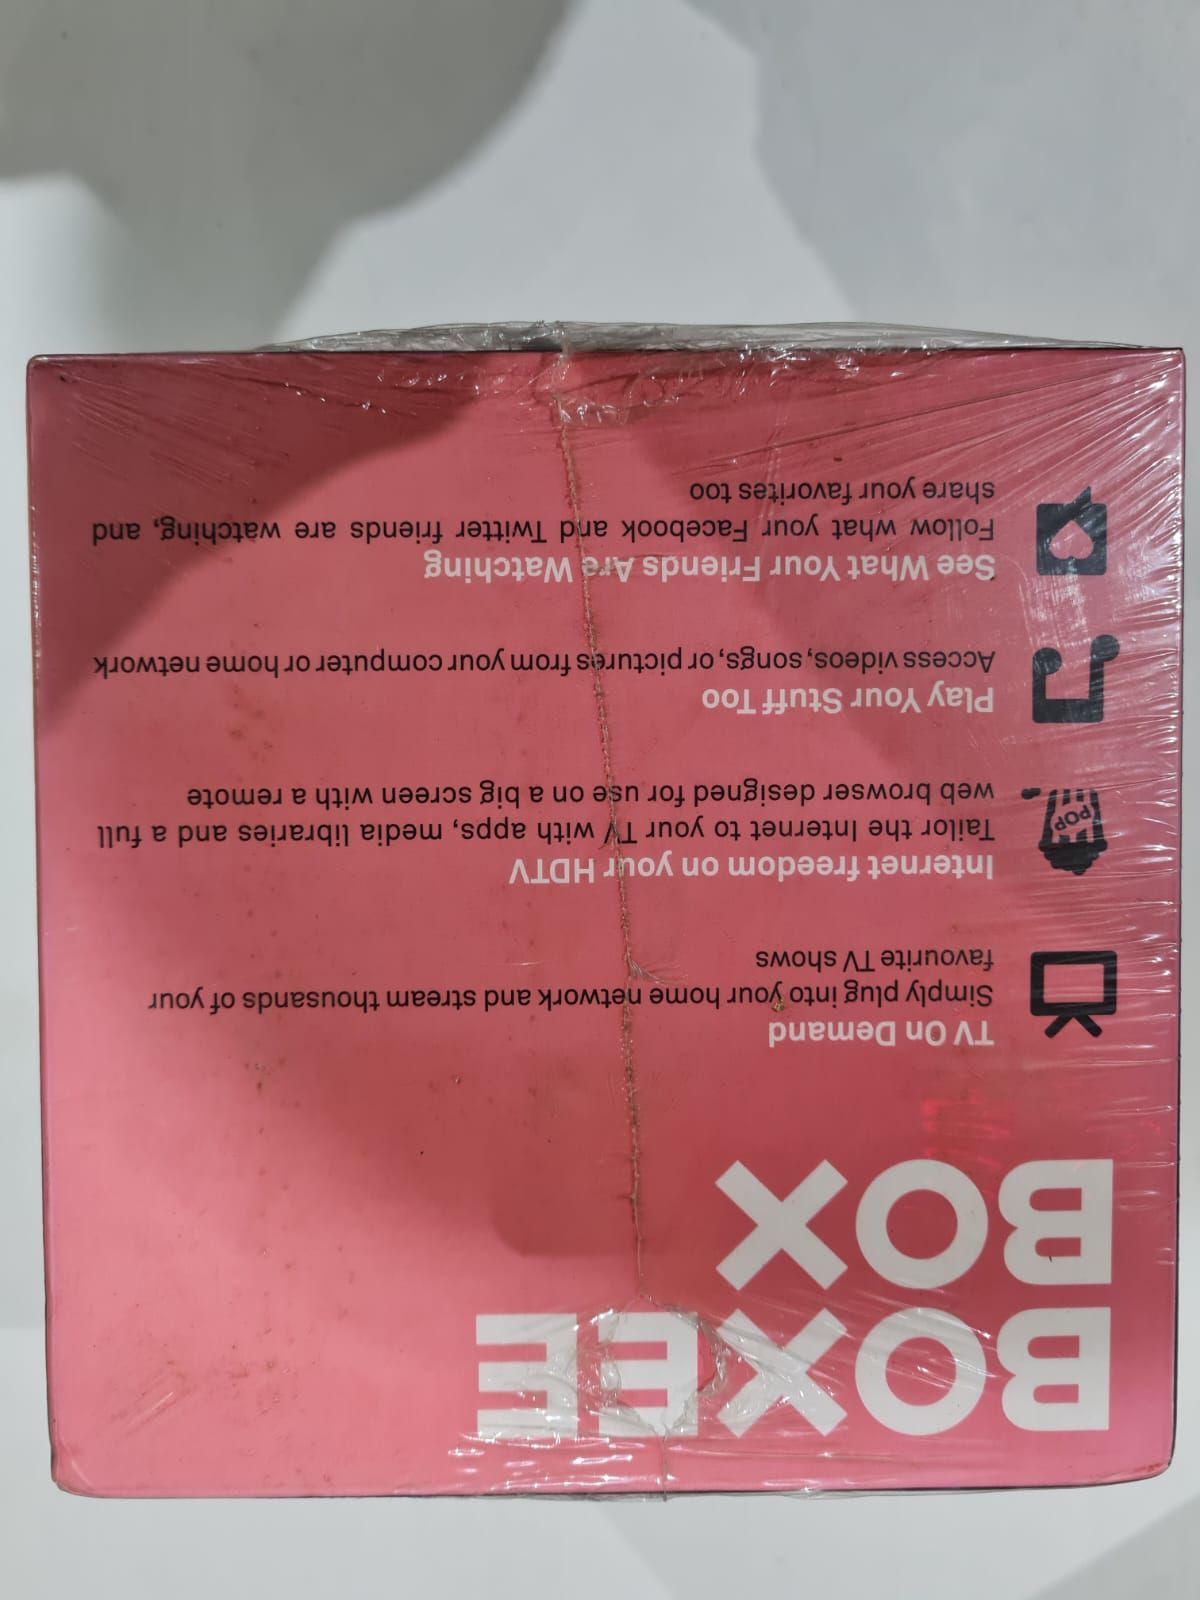 BOXEE
BOX
TV On Demand
Simply plug into your home network and stream thousands of your
favourite TV shows
Internet freedom on your HDTV
Tailor the Internet to your TV with apps, media libraries and a full
web browser designed for use on a big screen with a remote
POP
Play Your Stuff Too
Access videos, songs, or pictures from your computer or home network
See What Your Friends Are Watching
Follow what your Facebook and Twitter friends are watching, and
share your favorites too